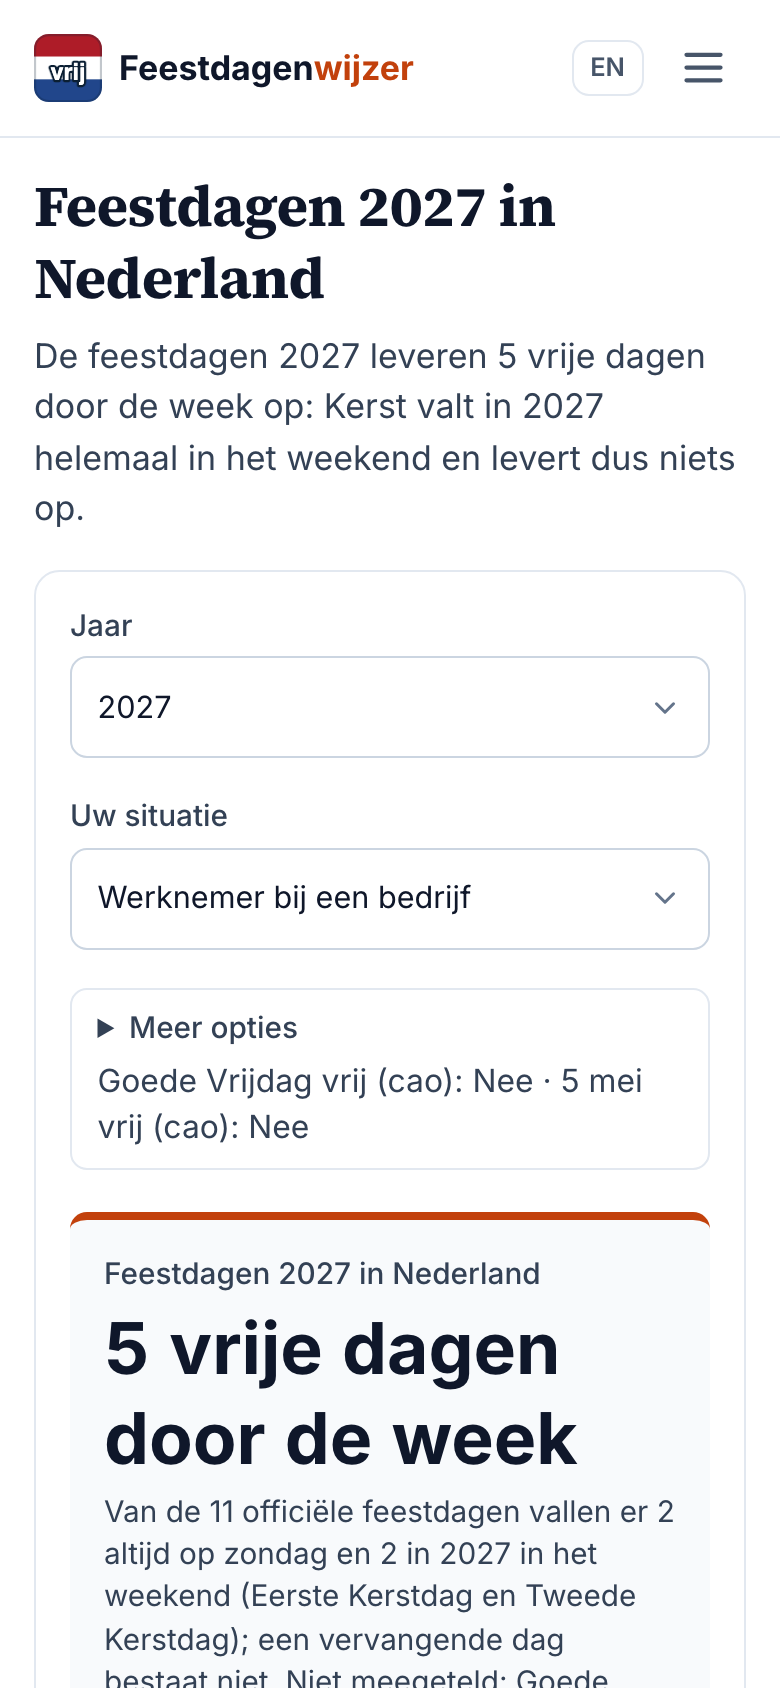 vrij
Feestdagenwijzer
EN
Feestdagen 2027 in
Nederland
De feestdagen 2027 leveren 5 vrije dagen
door de week op: Kerst valt in 2027
helemaal in het weekend en levert dus niets
op.
Jaar
2027
Uw situatie
Werknemer bij een bedrijf
Meer opties
Goede Vrijdag vrij (cao): Nee · 5 mei
vrij (cao): Nee
Feestdagen 2027 in Nederland
5 vrije dagen
door de week
Van de 11 officiële feestdagen vallen er 2
altijd op zondag en 2 in 2027 in het
weekend (Eerste Kerstdag en Tweede
Kerstdag); een vervangende dag
bestaat niet. Niet meegeteld: Goede